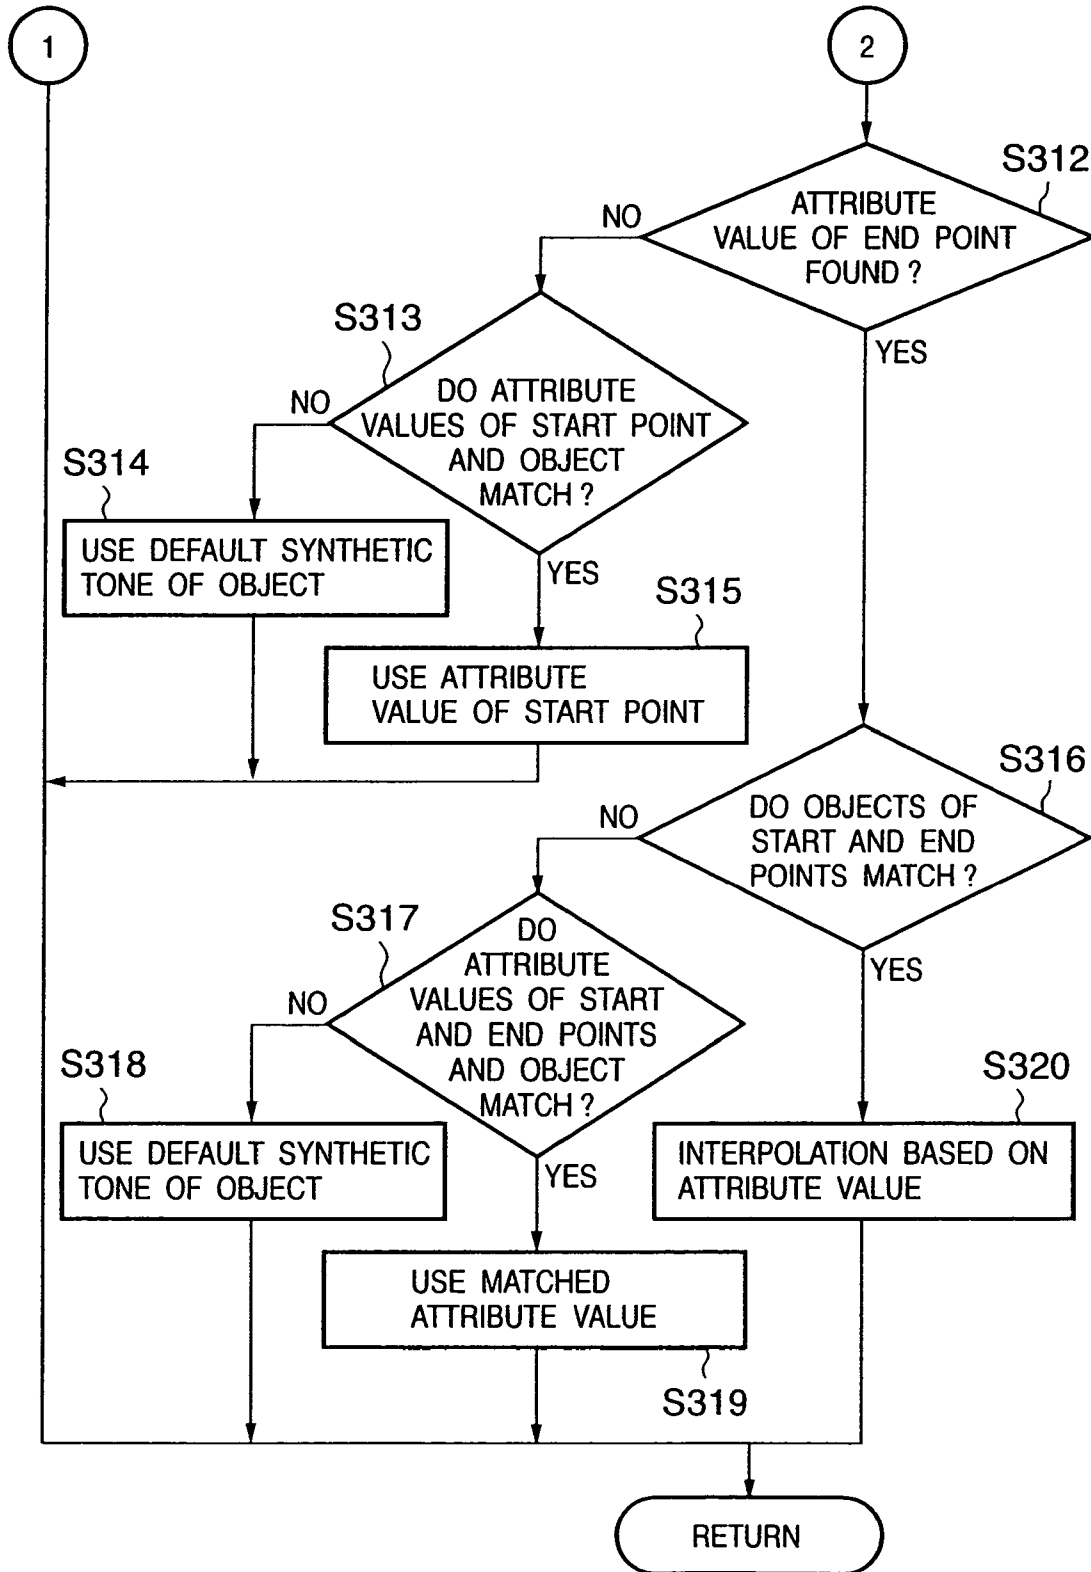 1
2
S312
ATTRIBUTE
VALUE OF END POINT
FOUND ?
NO
YES
S313
DO ATTRIBUTE
VALUES OF START POINT
AND OBJECT
MATCH ?
NO
YES
S314
USE DEFAULT SYNTHETIC
TONE OF OBJECT
S315
USE ATTRIBUTE
VALUE OF START POINT
S316
DO OBJECTS OF
START AND END
POINTS MATCH ?
NO
YES
S317
DO
ATTRIBUTE
VALUES OF START
AND END POINTS
AND OBJECT
MATCH ?
NO
YES
S318
USE DEFAULT SYNTHETIC
TONE OF OBJECT
S320
INTERPOLATION BASED ON
ATTRIBUTE VALUE
USE MATCHED
ATTRIBUTE VALUE
S319
RETURN